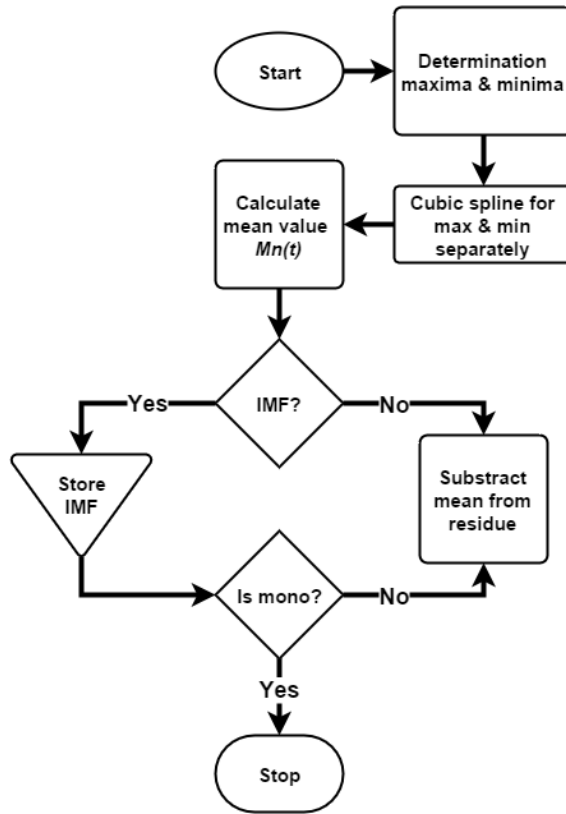 Start
Determination
maxima & minima
Calculate
mean value
Mn(t)
Cubic spline for
max & min
separately
IMF?
Yes
No
Store
IMF
Substract
mean from
residue
Is mono?
No
Yes
Stop